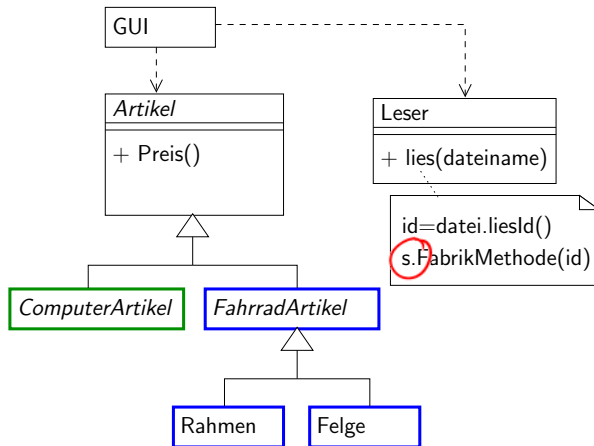 GUI
Artikel
+ Preis()
Leser
+ lies(dateiname)
id=datei.liesId()
s.FabrikMethode(id)
ComputerArtikel
FahrradArtikel
Rahmen
Felge